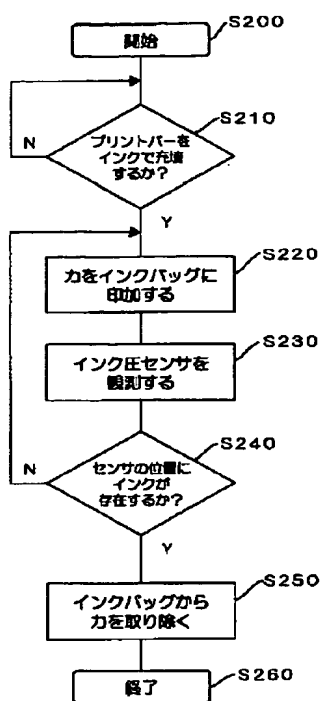 S200
開始
S210
プリントバーを
インクで充填
するか?
N
Y
S220
力をインクバッグに
印加する
S230
インク圧センサを
観測する
S240
センサの位置に
インクが
存在するか?
N
Y
S250
インクバッグから
力を取り除く
S260
終了